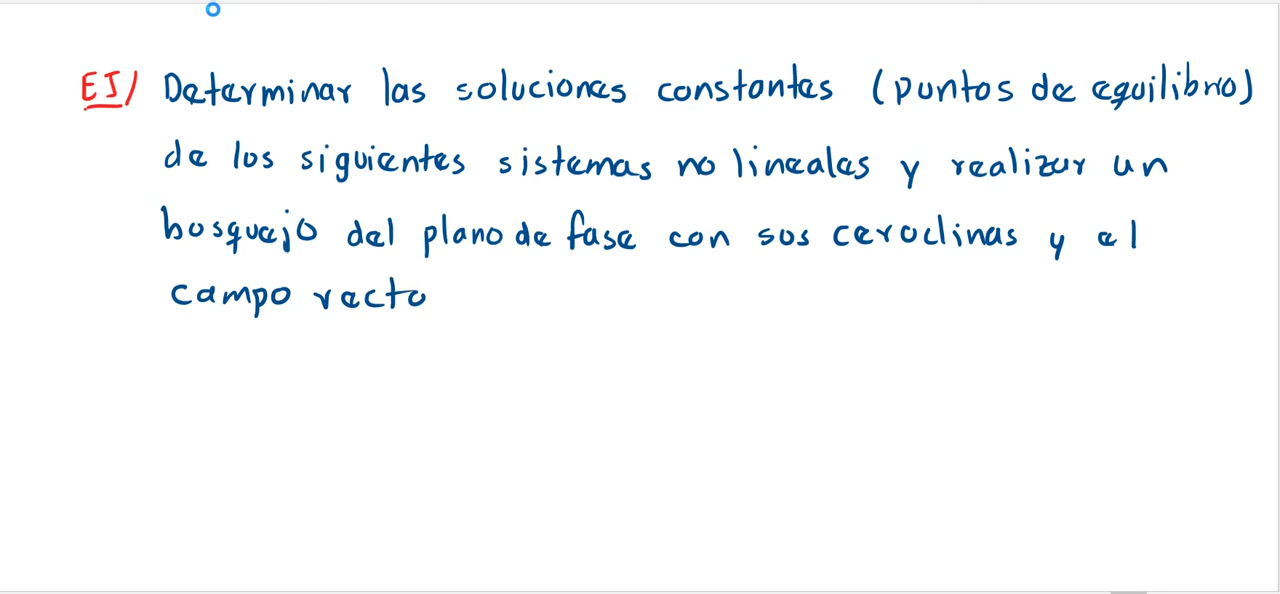 EJ/ Determinar las soluciones constantes (puntos de equilibrio)
de los siguientes sistemas no lineales y realizar un
bosquejo del plano de fase con sus ceroclinas y el
campo recto